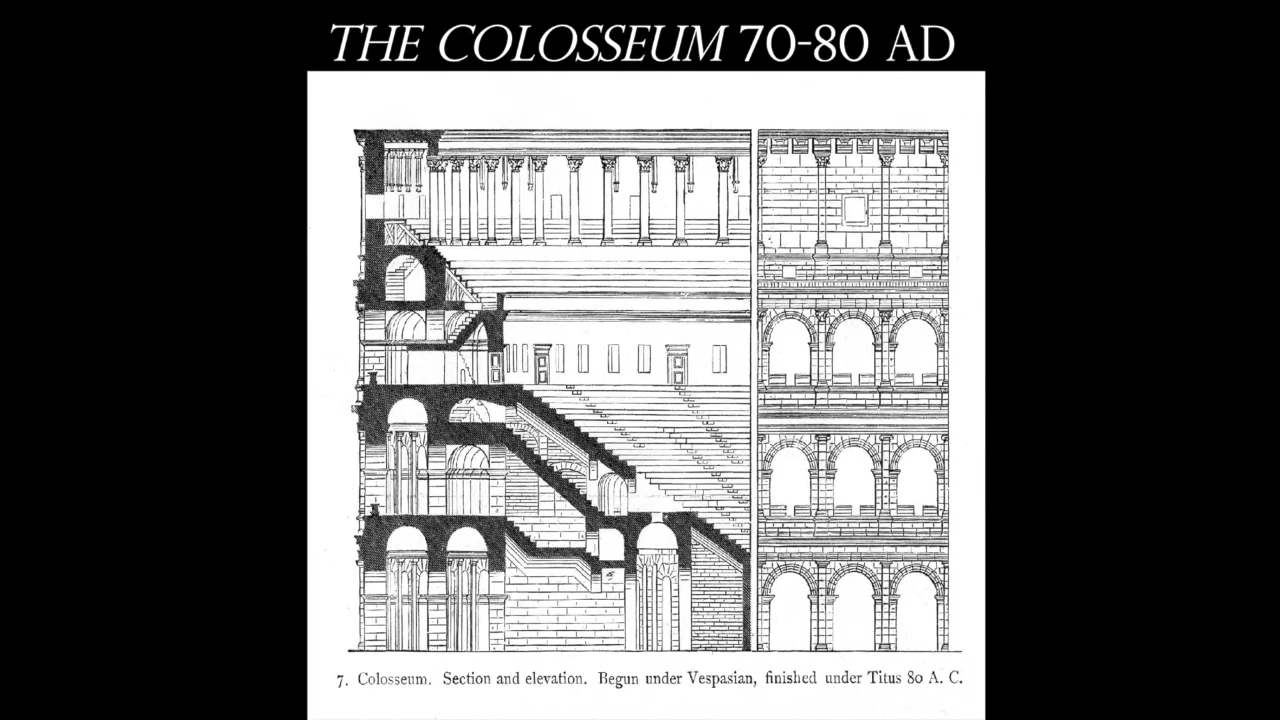 THE COLOSSEUM 70-80 AD
7. Colosseum. Section and elevation. Begun under Vespasian, finished under Titus 80 A. C.